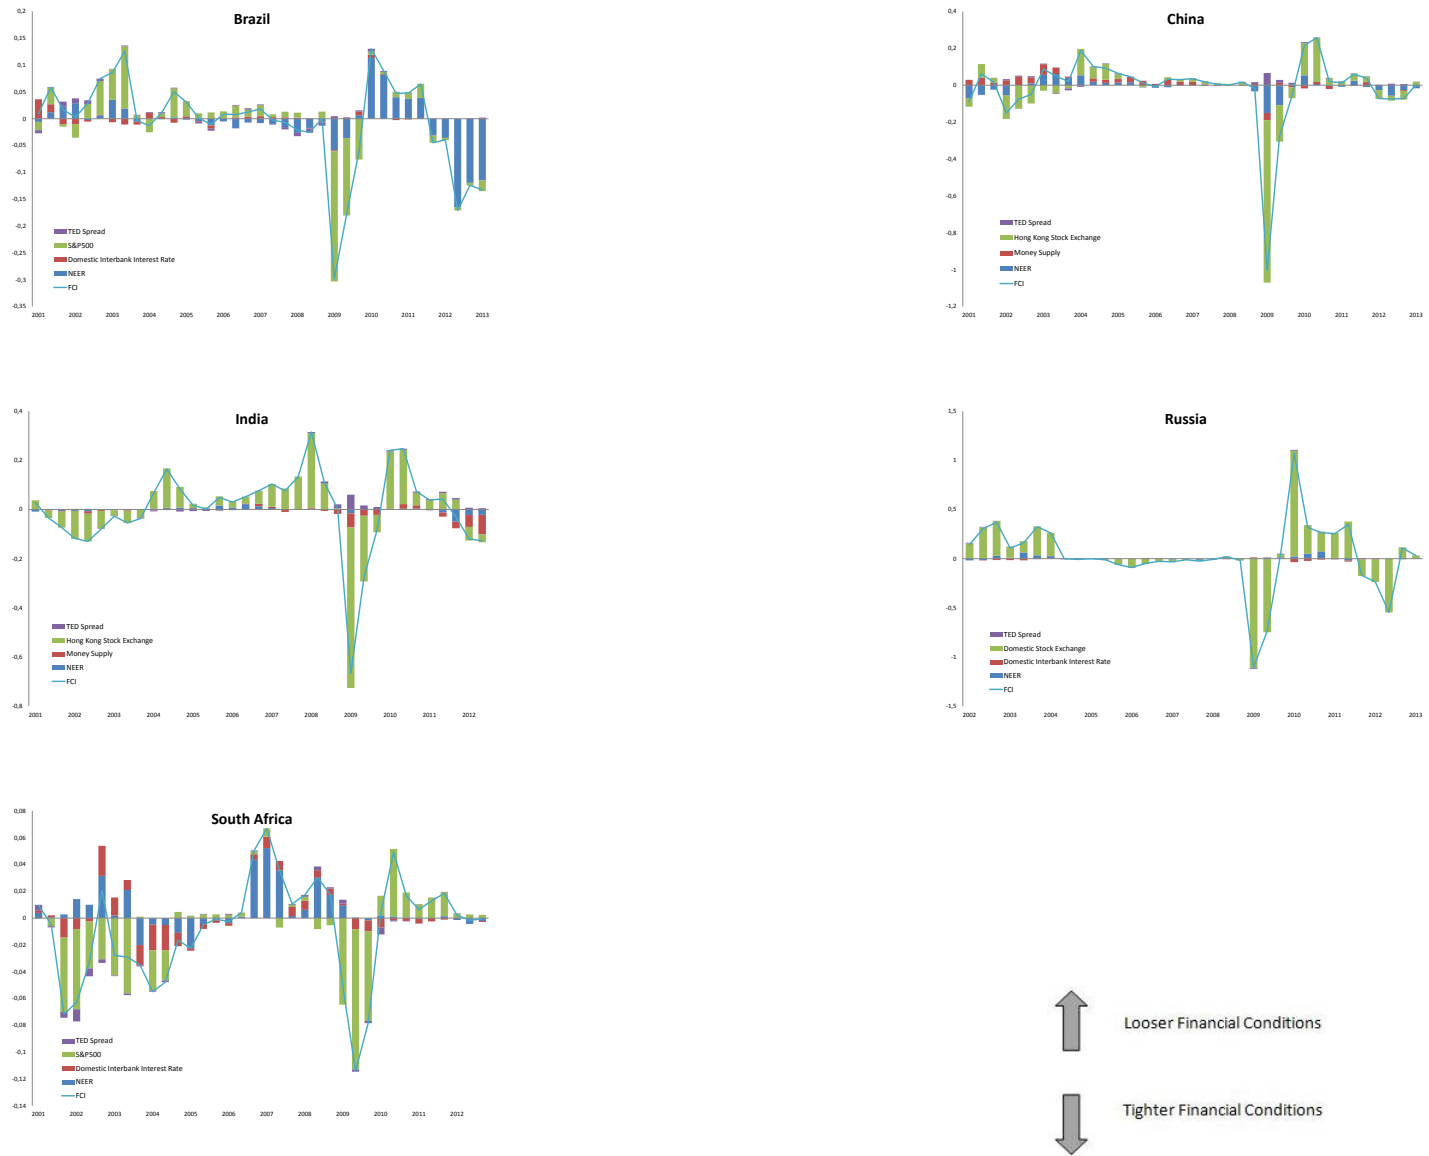 Brazil
0,2
0,15
0,1
0,05
0
-0,05
-0,1
-0,15
-0,2
-0,25
-0,3
-0,35
TED Spread
S&P500
Domestic Interbank Interest Rate
NEER
FCI
2001 2002 2003 2004 2005 2006 2007 2008 2009 2010 2011 2012 2013
China
0,4
0,2
0
-0,2
-0,4
-0,6
-0,8
-1
-1,2
TED Spread
Hong Kong Stock Exchange
Money Supply
NEER
FCI
2001 2002 2003 2004 2005 2006 2007 2008 2009 2010 2011 2012 2013
India
0,4
0,2
0
-0,2
-0,4
-0,6
-0,8
TED Spread
Hong Kong Stock Exchange
Money Supply
NEER
FCI
2001 2002 2003 2004 2005 2006 2007 2008 2009 2010 2011 2012
Russia
1,5
1
0,5
0
-0,5
-1
-1,5
TED Spread
Domestic Stock Exchange
Domestic Interbank Interest Rate
NEER
FCI
2002 2003 2004 2005 2006 2007 2008 2009 2010 2011 2012 2013
South Africa
0,08
0,06
0,04
0,02
0
-0,02
-0,04
-0,06
-0,08
-0,1
-0,12
-0,14
TED Spread
S&P500
Domestic Interbank Interest Rate
NEER
FCI
2001 2002 2003 2004 2005 2006 2007 2008 2009 2010 2011 2012
Looser Financial Conditions
Tighter Financial Conditions